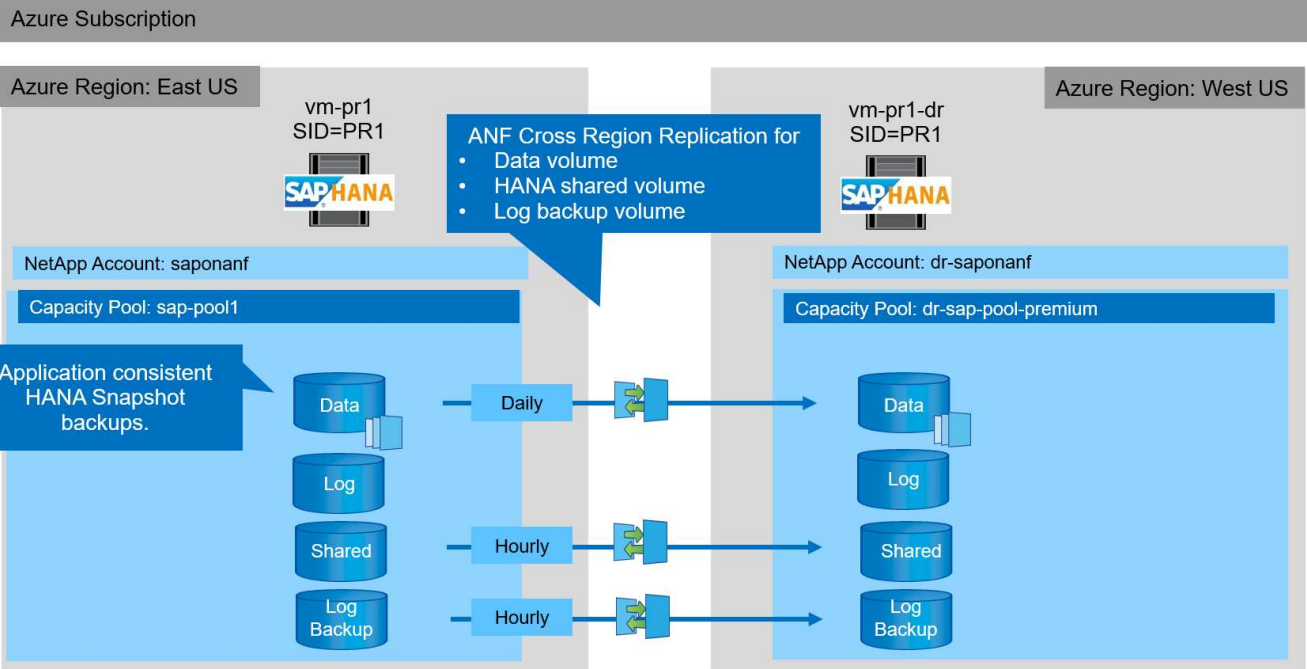 Azure Subscription
Azure Region: East US
Azure Region: West US
vm-pr1
SID=PR1
SAP HANA
ANF Cross Region Replication for
• Data volume
• HANA shared volume
• Log backup volume
vm-pr1-dr
SID=PR1
SAP HANA
NetApp Account: saponanf
NetApp Account: dr-saponanf
Capacity Pool: sap-pool1
Capacity Pool: dr-sap-pool-premium
Application consistent
HANA Snapshot
backups.
Data
Daily
Data
Log
Log
Shared
Hourly
Shared
Log
Backup
Hourly
Log
Backup